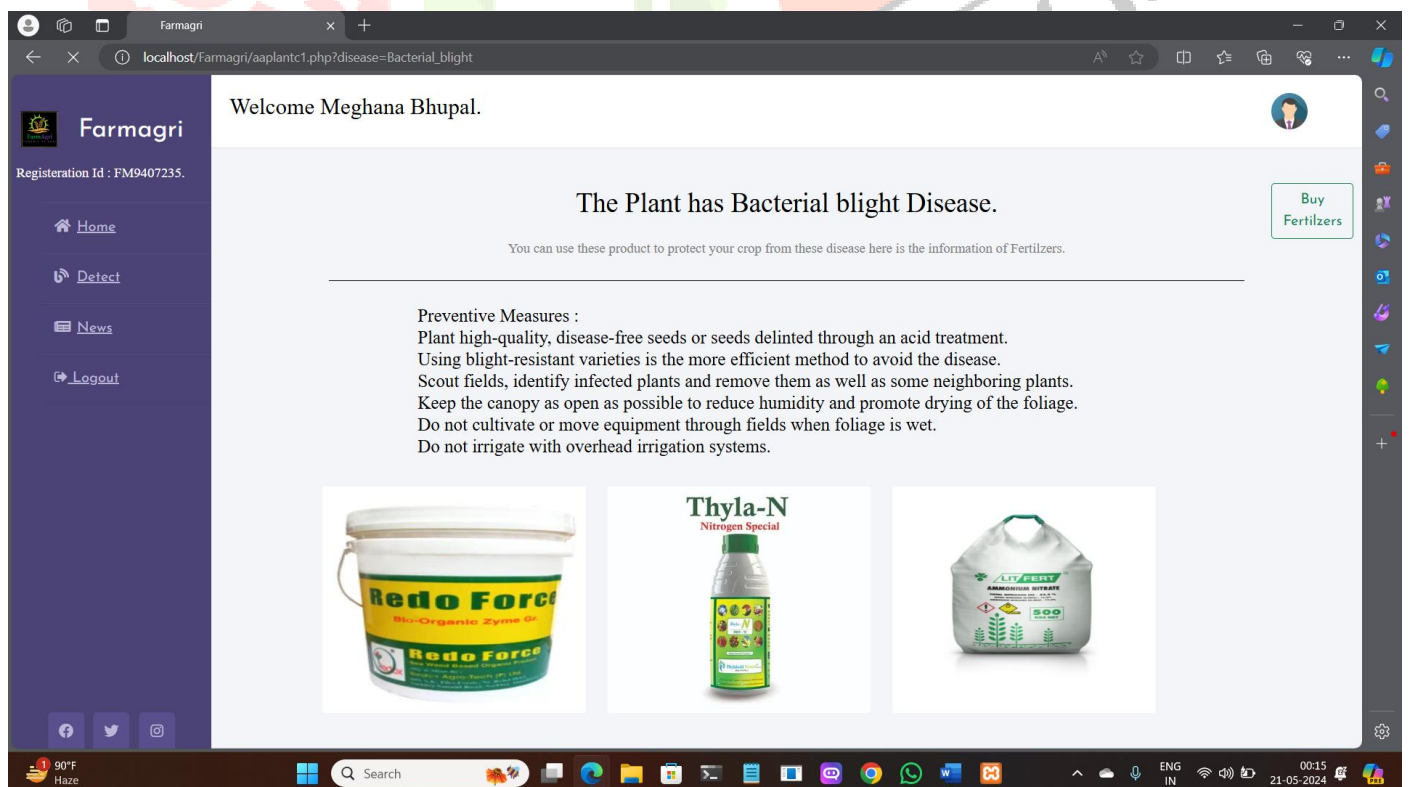 Farmagri
localhost/Farmagri/aaplantc1.php?disease=Bacterial_blight
Farmagri
Registeration Id : FM9407235.
Home
Detect
News
Logout
Welcome Meghana Bhupal.
The Plant has Bacterial blight Disease.
Buy
Fertilzers
You can use these product to protect your crop from these disease here is the information of Fertilzers.
Preventive Measures :
Plant high-quality, disease-free seeds or seeds delinted through an acid treatment.
Using blight-resistant varieties is the more efficient method to avoid the disease.
Scout fields, identify infected plants and remove them as well as some neighboring plants.
Keep the canopy as open as possible to reduce humidity and promote drying of the foliage.
Do not cultivate or move equipment through fields when foliage is wet.
Do not irrigate with overhead irrigation systems.
Redo Force
Bio-Organic Zyme Gr.
Redo Force
Thyla-N
Nitrogen Special
LIT FERT
AMMONIUM NITRATE
500
90°F
Haze
Search
ENG
IN
00:15
21-05-2024